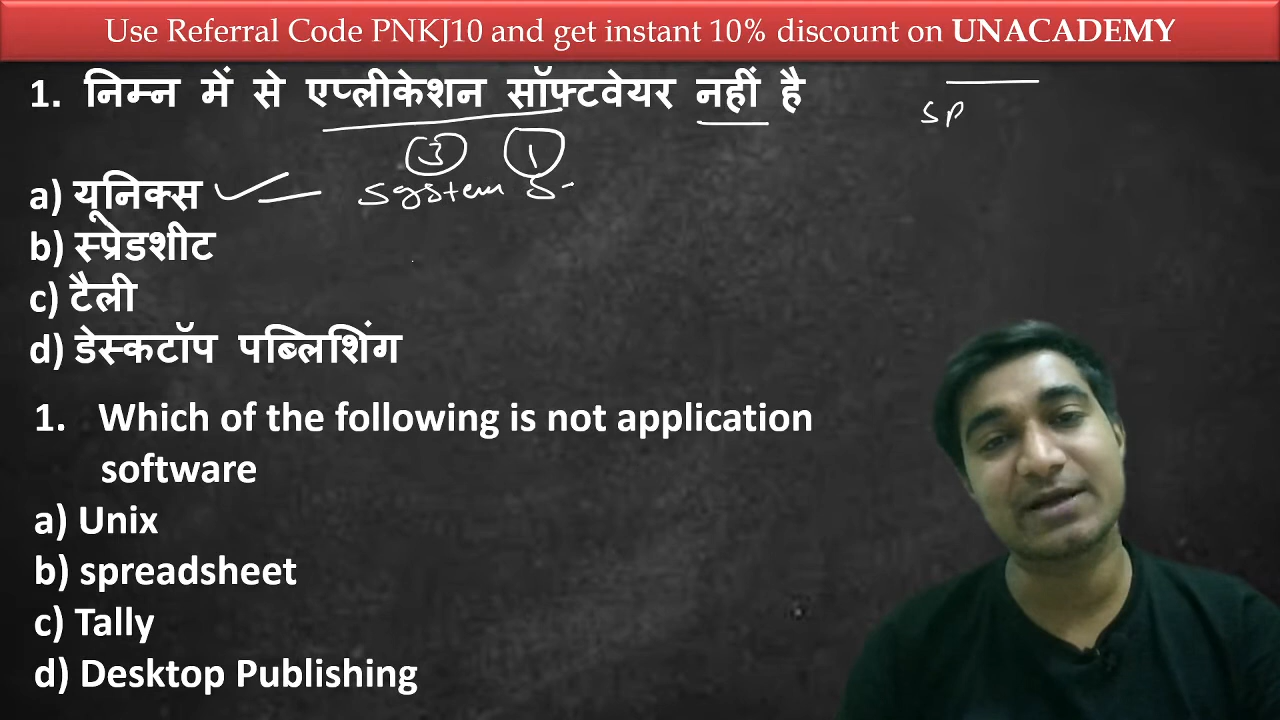 Use Referral Code PNKJ10 and get instant 10% discount on UNACADEMY
1. निम्न में से एप्लीकेशन सॉफ्टवेयर नहीं है
SP
3 1
a) यूनिक्स system S-
b) स्प्रेडशीट
c) टैली
d) डेस्कटॉप पब्लिशिंग
1. Which of the following is not application
software
a) Unix
b) spreadsheet
c) Tally
d) Desktop Publishing